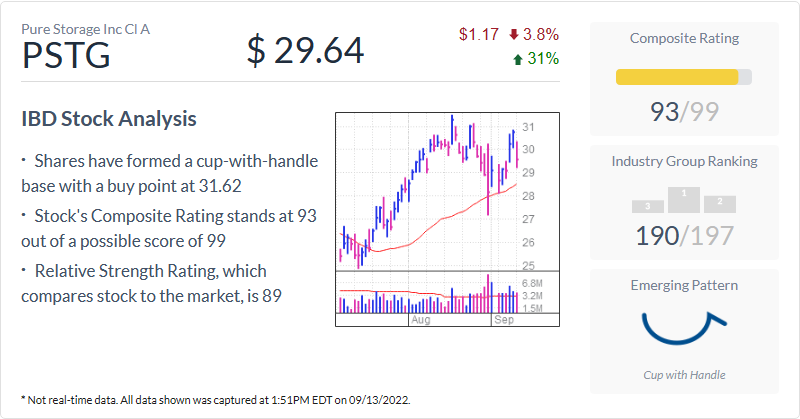 Pure Storage Inc Cl A
PSTG
$ 29.64
$1.17 3.8%
31%
IBD Stock Analysis
· Shares have formed a cup-with-handle
base with a buy point at 31.62
· Stock's Composite Rating stands at 93
out of a possible score of 99
· Relative Strength Rating, which
compares stock to the market, is 89
31
30
29
28
27
26
25
6.8M
3.2M
1.5M
Aug Sep
Composite Rating
93/99
Industry Group Ranking
3 1 2
190/197
Emerging Pattern
Cup with Handle
* Not real-time data. All data shown was captured at 1:51PM EDT on 09/13/2022.